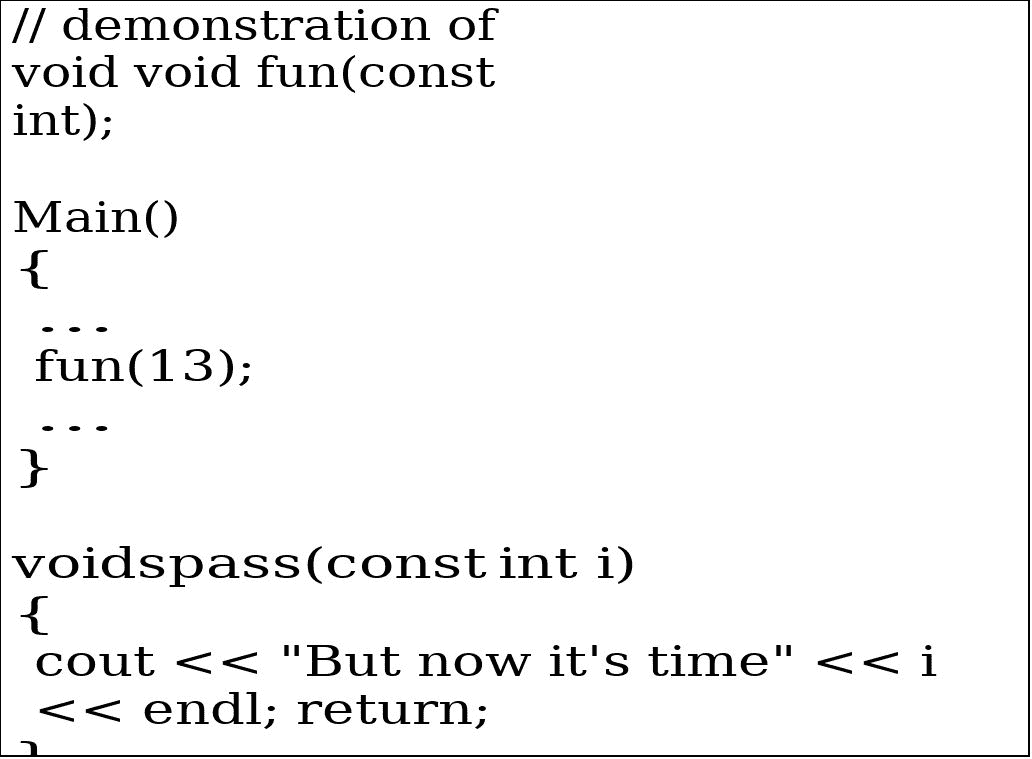 // demonstration of
void void fun(const
int);
Main()
{
...
fun(13);
...
}
voidspass(const int i)
{
cout << "But now it's time" << i
<< endl; return;
}